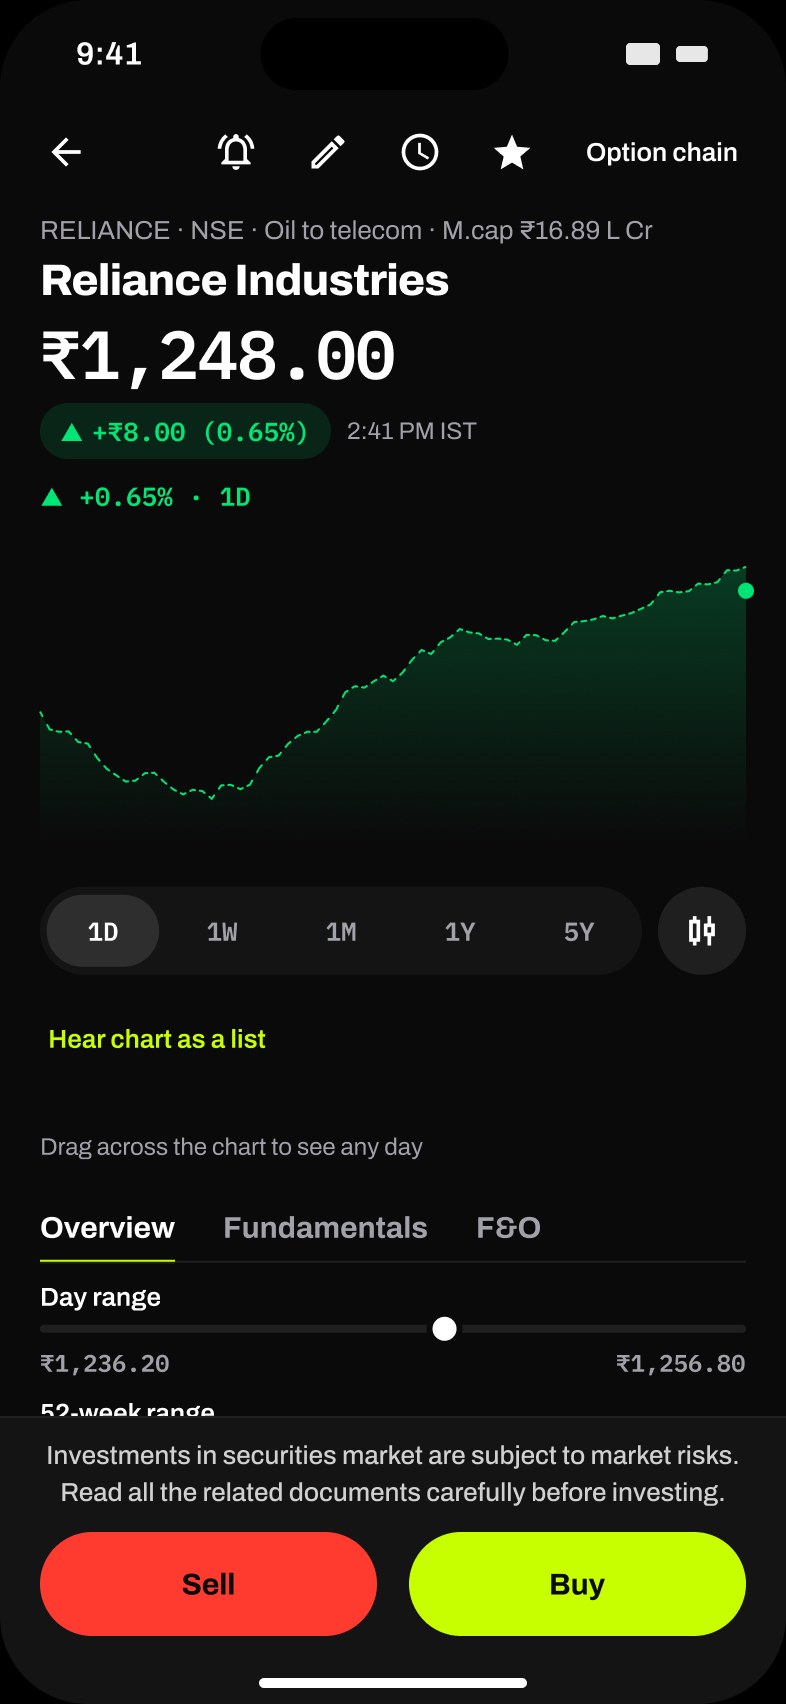 9:41
Option chain
RELIANCE · NSE · Oil to telecom · M.cap ₹16.89 L Cr
Reliance Industries
₹1,248.00
▲ +₹8.00 (0.65%) 2:41 PM IST
▲ +0.65% · 1D
1D 1W 1M 1Y 5Y
Hear chart as a list
Drag across the chart to see any day
Overview Fundamentals F&O
Day range
₹1,236.20 ₹1,256.80
52-week range
Investments in securities market are subject to market risks.
Read all the related documents carefully before investing.
Sell Buy